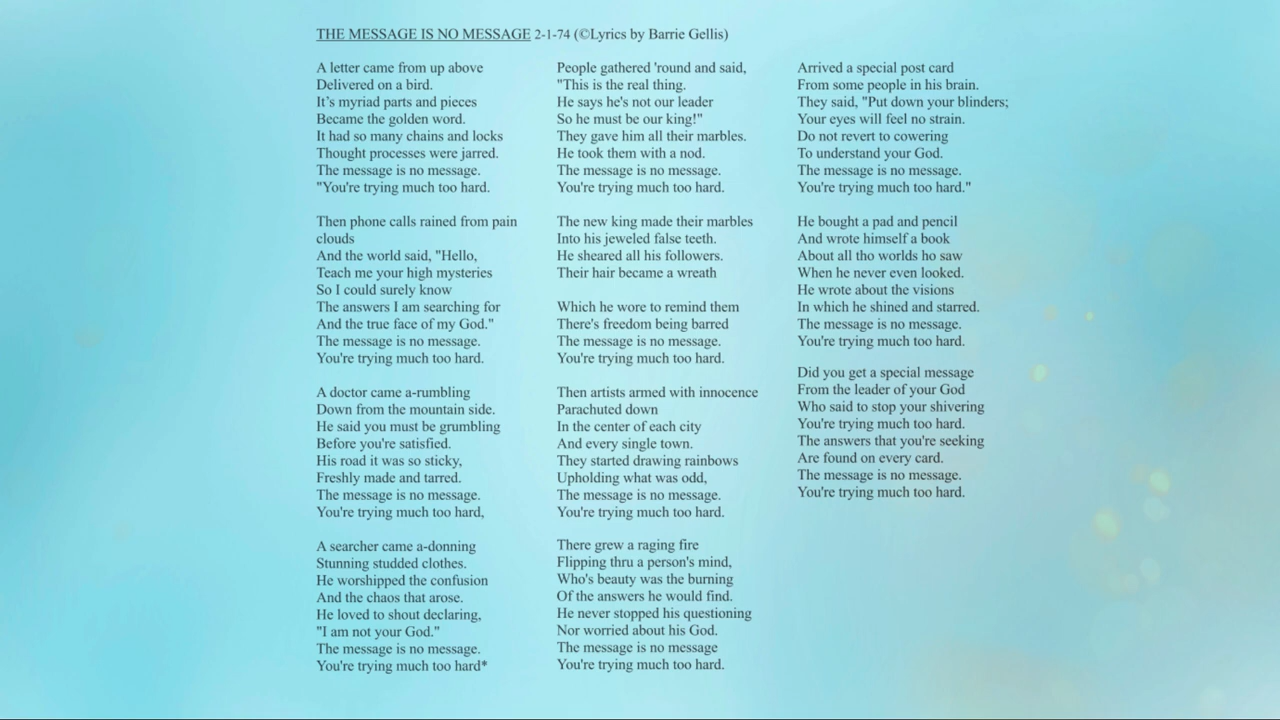 THE MESSAGE IS NO MESSAGE 2-1-74 (©Lyrics by Barrie Gellis)
A letter came from up above
Delivered on a bird.
It’s myriad parts and pieces
Became the golden word.
It had so many chains and locks
Thought processes were jarred.
The message is no message.
"You're trying much too hard.
Then phone calls rained from pain
clouds
And the world said, "Hello,
Teach me your high mysteries
So I could surely know
The answers I am searching for
And the true face of my God."
The message is no message.
You're trying much too hard.
A doctor came a-rumbling
Down from the mountain side.
He said you must be grumbling
Before you're satisfied.
His road it was so sticky,
Freshly made and tarred.
The message is no message.
You're trying much too hard,
A searcher came a-donning
Stunning studded clothes.
He worshipped the confusion
And the chaos that arose.
He loved to shout declaring,
"I am not your God."
The message is no message.
You're trying much too hard*
People gathered 'round and said,
"This is the real thing.
He says he's not our leader
So he must be our king!"
They gave him all their marbles.
He took them with a nod.
The message is no message.
You're trying much too hard.
The new king made their marbles
Into his jeweled false teeth.
He sheared all his followers.
Their hair became a wreath
Which he wore to remind them
There's freedom being barred
The message is no message.
You're trying much too hard.
Then artists armed with innocence
Parachuted down
In the center of each city
And every single town.
They started drawing rainbows
Upholding what was odd,
The message is no message.
You're trying much too hard.
There grew a raging fire
Flipping thru a person's mind,
Who's beauty was the burning
Of the answers he would find.
He never stopped his questioning
Nor worried about his God.
The message is no message
You're trying much too hard.
Arrived a special post card
From some people in his brain.
They said, "Put down your blinders;
Your eyes will feel no strain.
Do not revert to cowering
To understand your God.
The message is no message.
You're trying much too hard."
He bought a pad and pencil
And wrote himself a book
About all tho worlds ho saw
When he never even looked.
He wrote about the visions
In which he shined and starred.
The message is no message.
You're trying much too hard.
Did you get a special message
From the leader of your God
Who said to stop your shivering
You're trying much too hard.
The answers that you're seeking
Are found on every card.
The message is no message.
You're trying much too hard.